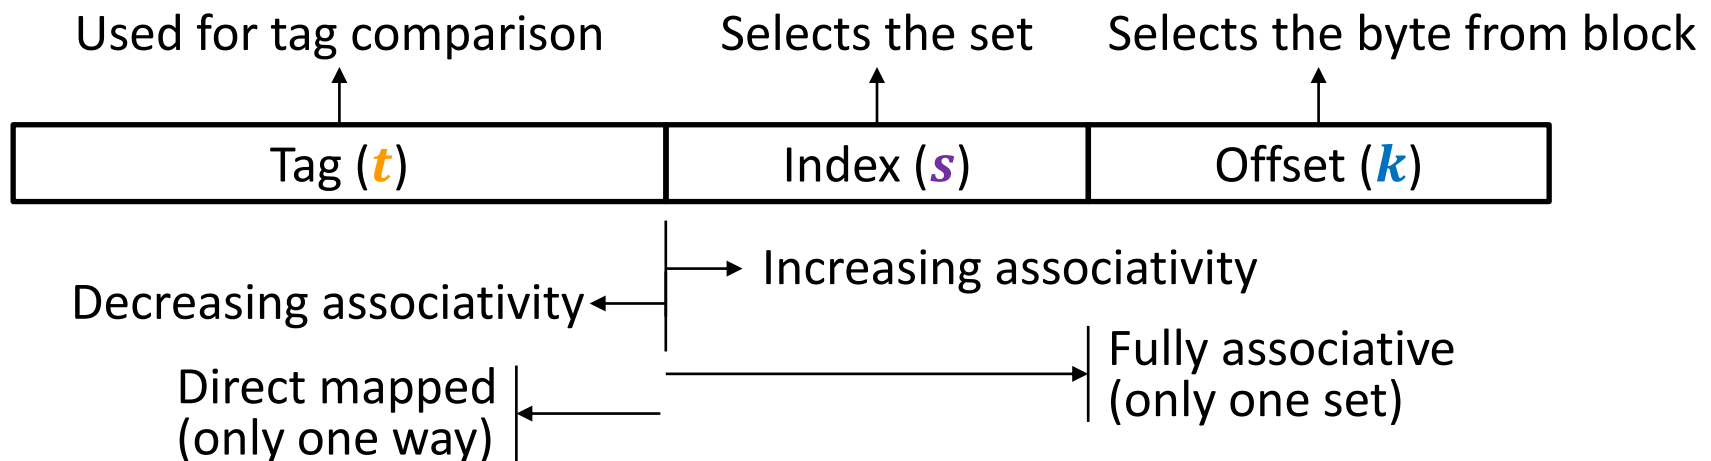 Used for tag comparison
Selects the set
Selects the byte from block
Tag (t)
Index (s)
Offset (k)
Increasing associativity
Decreasing associativity
Fully associative
(only one set)
Direct mapped
(only one way)